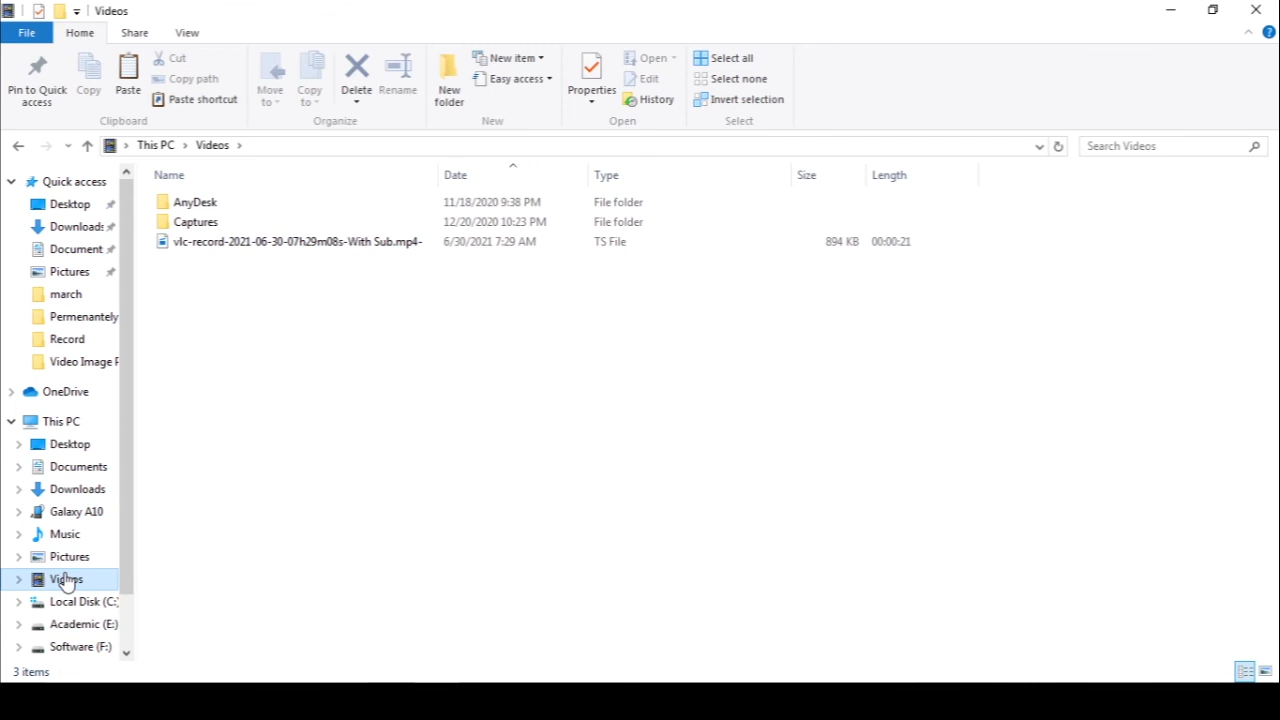 Videos
File Home Share View
Pin to Quick access
Copy
Paste
Cut
Copy path
Paste shortcut
Clipboard
Move to
Copy to
Delete
Rename
Organize
New folder
New item
Easy access
New
Properties
Open
Edit
History
Open
Select all
Select none
Invert selection
Select
This PC Videos
Search Videos
Name Date Type Size Length
AnyDesk 11/18/2020 9:38 PM File folder
Captures 12/20/2020 10:23 PM File folder
vlc-record-2021-06-30-07h29m08s-With Sub.mp4- 6/30/2021 7:29 AM TS File 894 KB 00:00:21
Quick access
Desktop
Downloads
Document
Pictures
march
Permenantely
Record
Video Image
OneDrive
This PC
Desktop
Documents
Downloads
Galaxy A10
Music
Pictures
Videos
Local Disk (C:)
Academic (E:)
Software (F:)
3 items